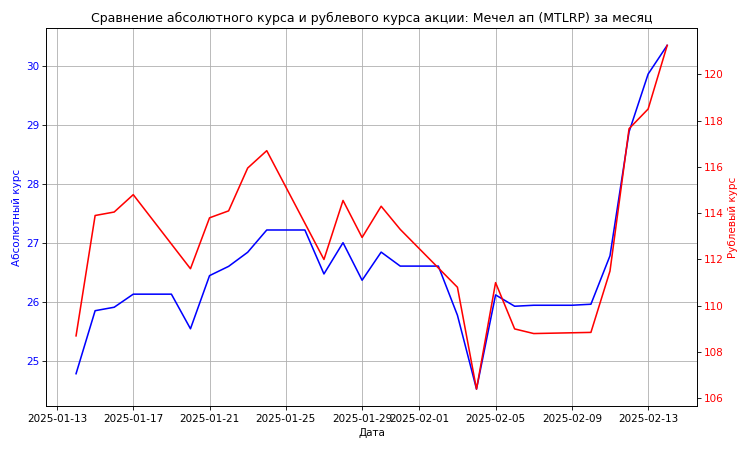 Сравнение абсолютного курса и рублевого курса акции: Мечел ап (MTLRP) за месяц
30
29
28
27
26
25
Абсолютный курс
120
118
116
114
112
110
108
106
Рублевый курс
2025-01-13 2025-01-17 2025-01-21 2025-01-25 2025-01-29 2025-02-01 2025-02-05 2025-02-09 2025-02-13
Дата